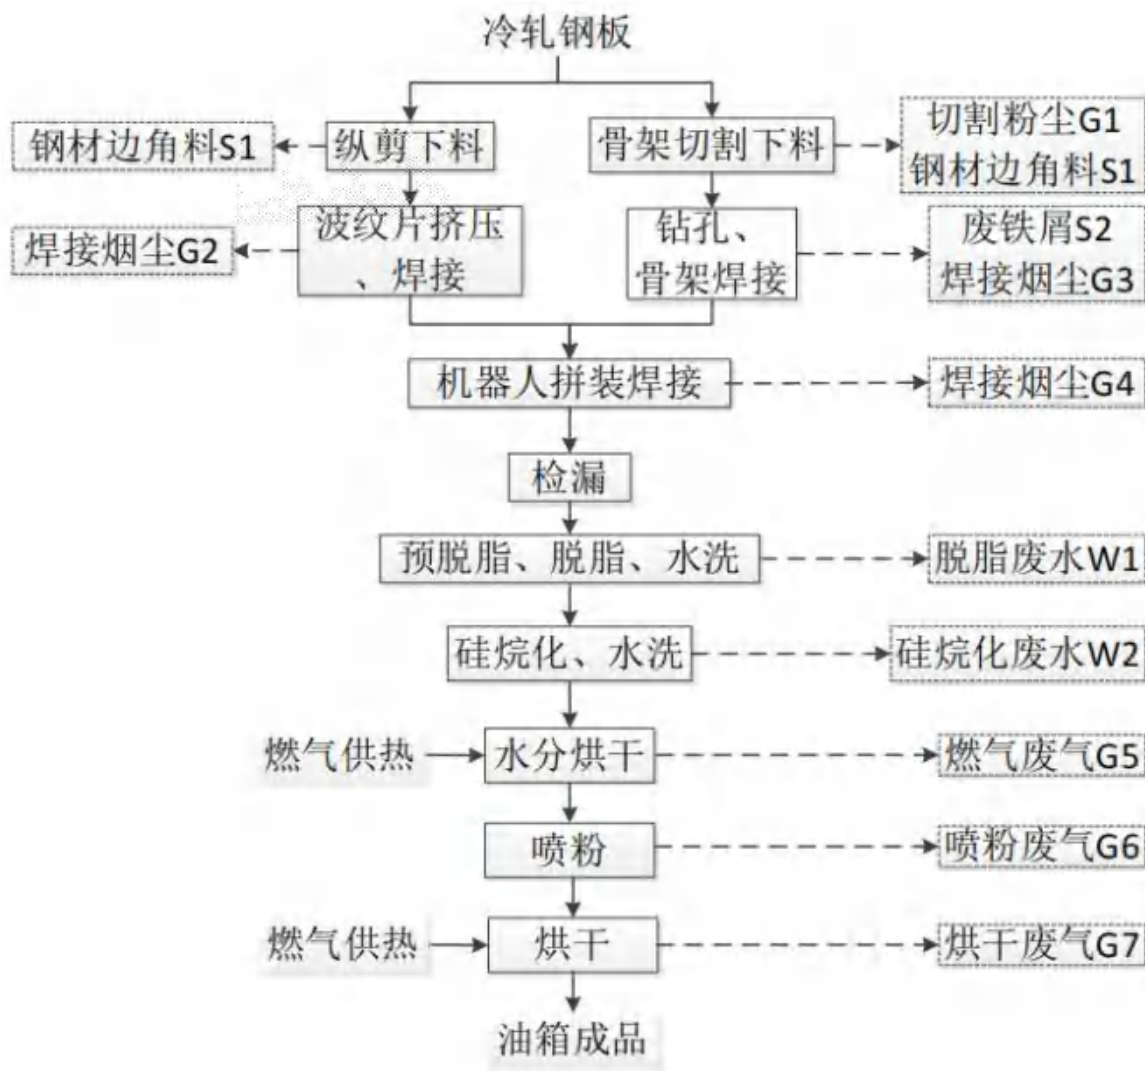 冷轧钢板
钢材边角料S1
纵剪下料
骨架切割下料
切割粉尘G1
钢材边角料S1
焊接烟尘G2
波纹片挤压
、焊接
钻孔、
骨架焊接
废铁屑S2
焊接烟尘G3
机器人拼装焊接
焊接烟尘G4
检漏
预脱脂、脱脂、水洗
脱脂废水W1
硅烷化、水洗
硅烷化废水W2
燃气供热
水分烘干
燃气废气G5
喷粉
喷粉废气G6
燃气供热
烘干
烘干废气G7
油箱成品